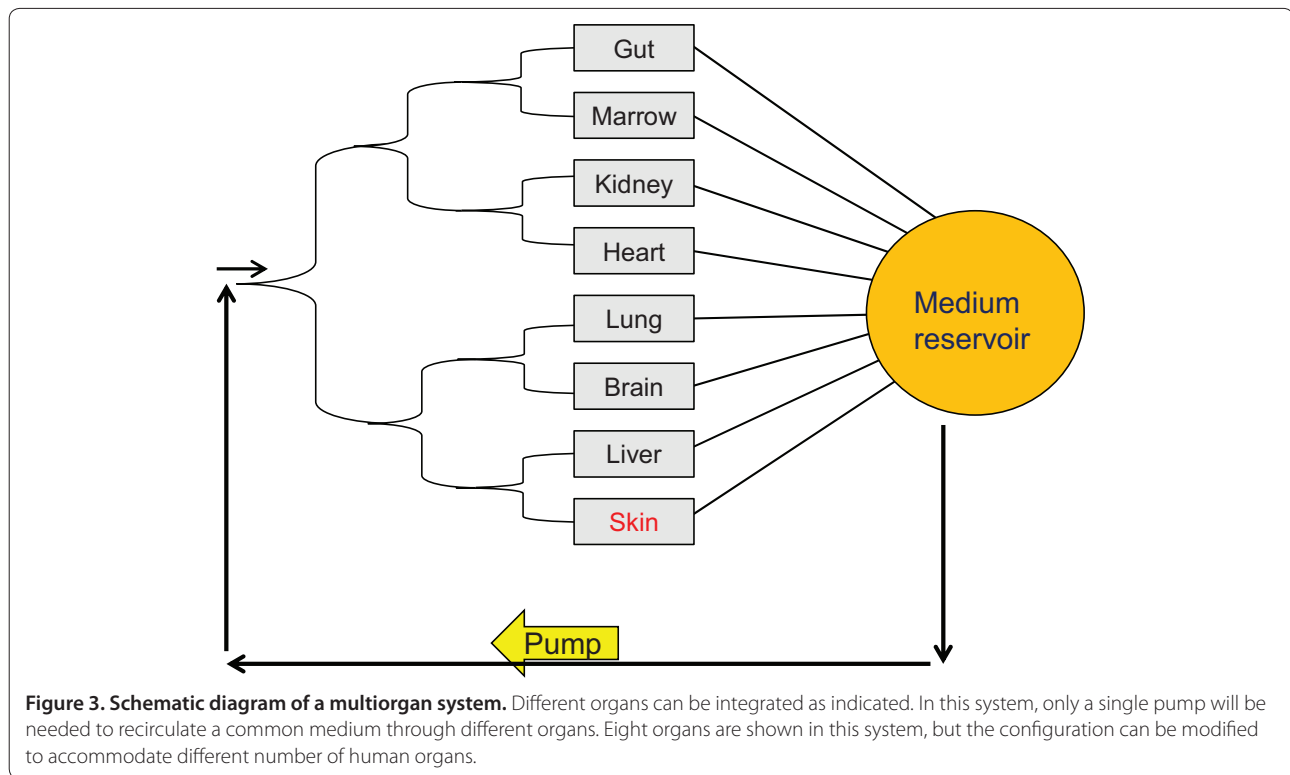 Gut
Marrow
Kidney
Heart
Lung
Brain
Liver
Skin
Medium
reservoir
Pump
Figure 3. Schematic diagram of a multiorgan system. Different organs can be integrated as indicated. In this system, only a single pump will be
needed to recirculate a common medium through different organs. Eight organs are shown in this system, but the configuration can be modified
to accommodate different number of human organs.